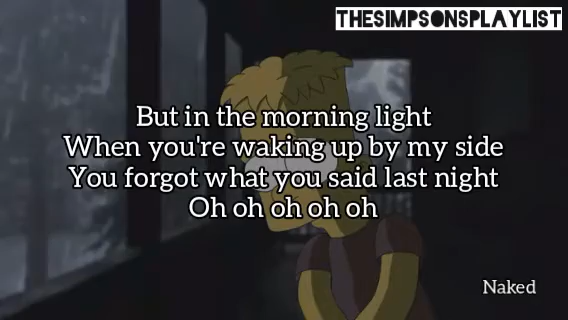 THESIMPSONSPLAYLIST
But in the morning light
When you're waking up by my side
You forgot what you said last night
Oh oh oh oh oh
Naked